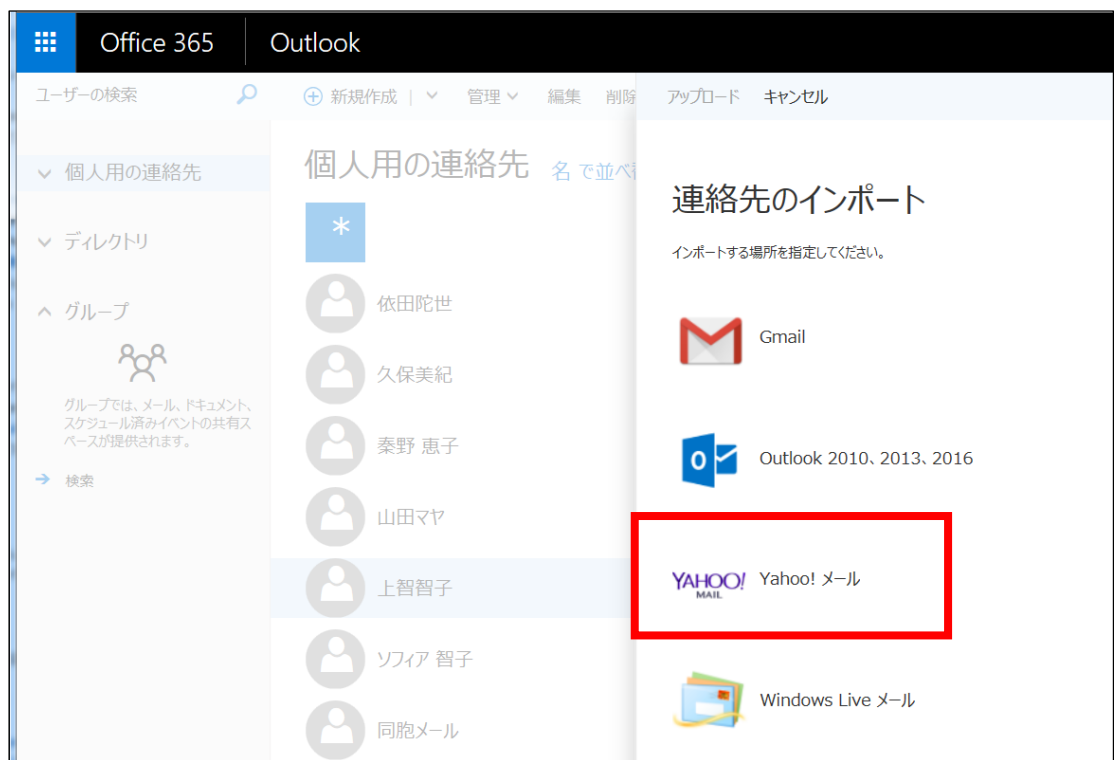 Office 365
Outlook
ユーザーの検索
新規作成
管理
編集
削除
アップロード
キャンセル
個人用の連絡先
ディレクトリ
グループ
グループでは、メール、ドキュメント、
スケジュール済みイベントの共有ス
ペースが提供されます。
検索
個人用の連絡先
名 で並べ
*
依田陀世
久保美紀
秦野 恵子
山田マヤ
上智智子
ソフィア 智子
同胞メール
連絡先のインポート
インポートする場所を指定してください。
Gmail
Outlook 2010、2013、2016
YAHOO!
MAIL
Yahoo! メール
Windows Live メール